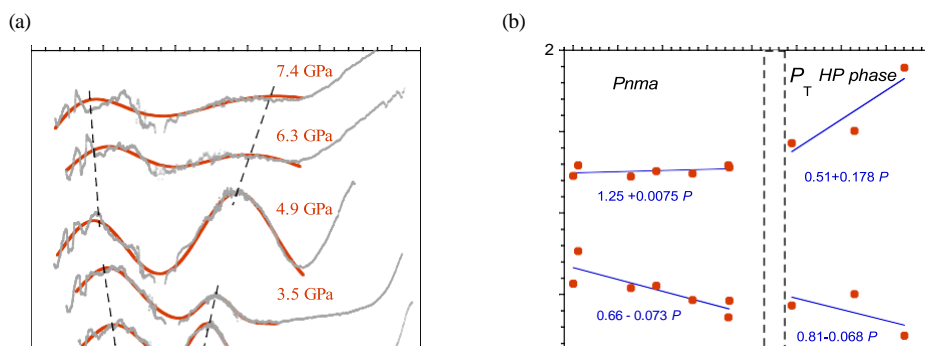 (a)
(b)
7.4 GPa
6.3 GPa
4.9 GPa
3.5 GPa
2
Pnma
P_T HP phase
1.25 +0.0075 P
0.51+0.178 P
0.66 - 0.073 P
0.81-0.068 P